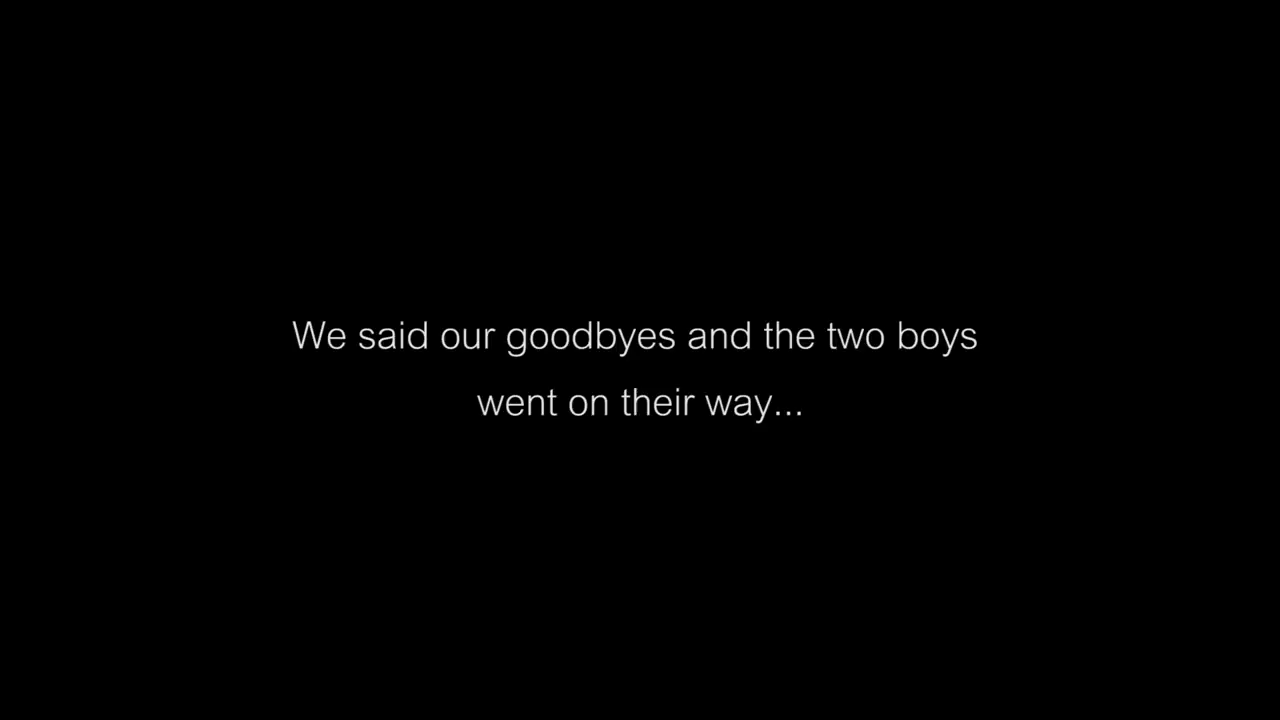 We said our goodbyes and the two boys
went on their way...